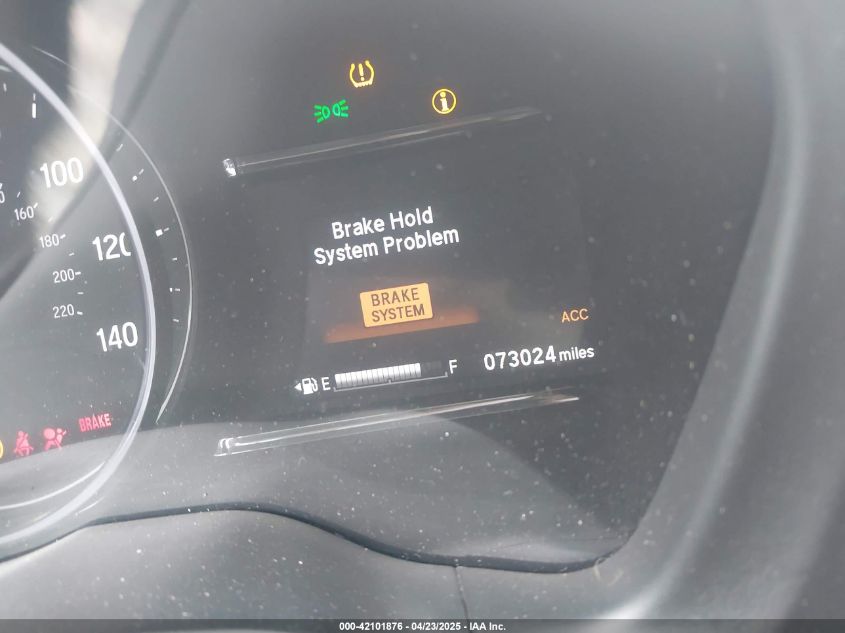 100
120
140
160
180
200
220
Brake Hold
System Problem
BRAKE
SYSTEM
ACC
E
F
073024 miles
BRAKE
000-42101876 - 04/23/2025 - IAA Inc.